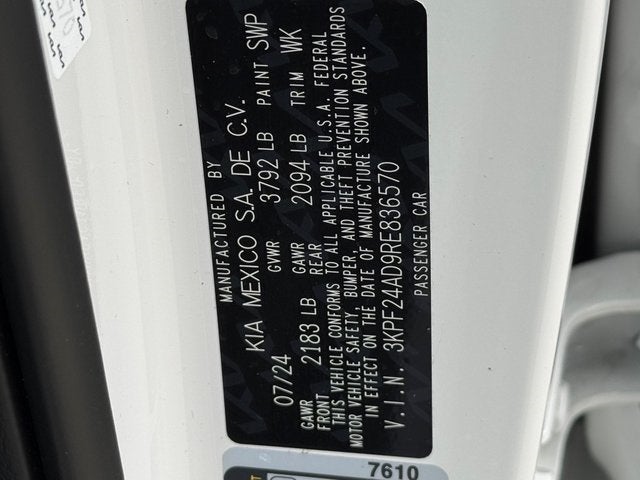 MANUFACTURED BY
KIA MEXICO S.A. DE C.V.
07/24 GVWR 3792 LB PAINT SWP
GAWR FRONT 2183 LB GAWR REAR 2094 LB TRIM WK
THIS VEHICLE CONFORMS TO ALL APPLICABLE U.S.A. FEDERAL
MOTOR VEHICLE SAFETY, BUMPER, AND THEFT PREVENTION STANDARDS
IN EFFECT ON THE DATE OF MANUFACTURE SHOWN ABOVE.
V.I.N. 3KPF24AD9RE836570
PASSENGER CAR
7610